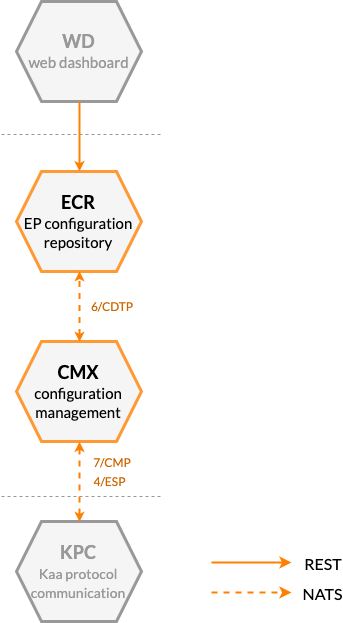 WD
web dashboard
ECR
EP configuration
repository
6/CDTP
CMX
configuration
management
7/CMP
4/ESP
KPC
Kaa protocol
communication
REST
NATS